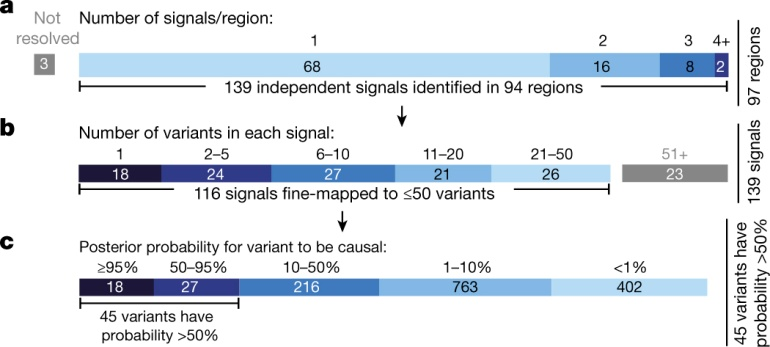 a
Not resolved
3
Number of signals/region:
1 2 3 4+
68 16 8 2
139 independent signals identified in 94 regions
97 regions
b
Number of variants in each signal:
1 2–5 6–10 11–20 21–50 51+
18 24 27 21 26 23
116 signals fine-mapped to ≤50 variants
139 signals
c
Posterior probability for variant to be causal:
≥95% 50–95% 10–50% 1–10% <1%
18 27 216 763 402
45 variants have
probability >50%
45 variants have
probability >50%